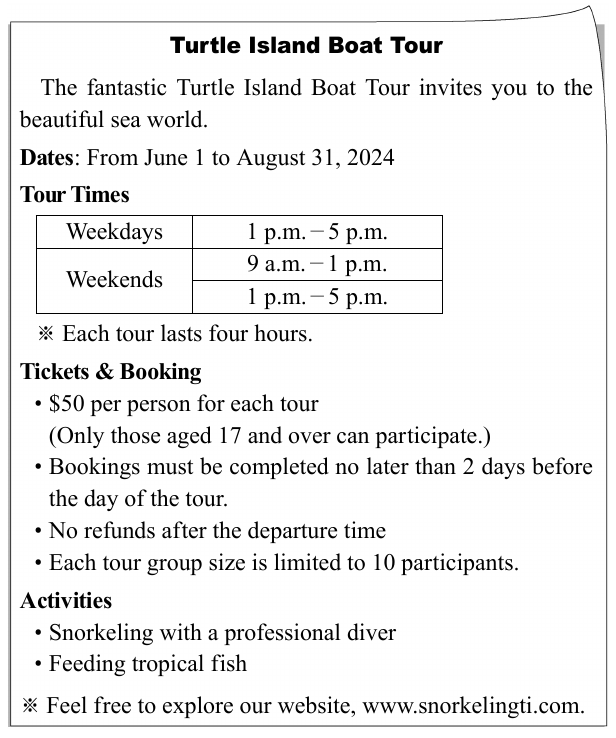 Turtle Island Boat Tour
The fantastic Turtle Island Boat Tour invites you to the
beautiful sea world.
Dates: From June 1 to August 31, 2024
Tour Times
Weekdays 1 p.m.－5 p.m.
Weekends 9 a.m.－1 p.m.
1 p.m.－5 p.m.
※ Each tour lasts four hours.
Tickets & Booking
• $50 per person for each tour
(Only those aged 17 and over can participate.)
• Bookings must be completed no later than 2 days before
the day of the tour.
• No refunds after the departure time
• Each tour group size is limited to 10 participants.
Activities
• Snorkeling with a professional diver
• Feeding tropical fish
※ Feel free to explore our website, www.snorkelingti.com.